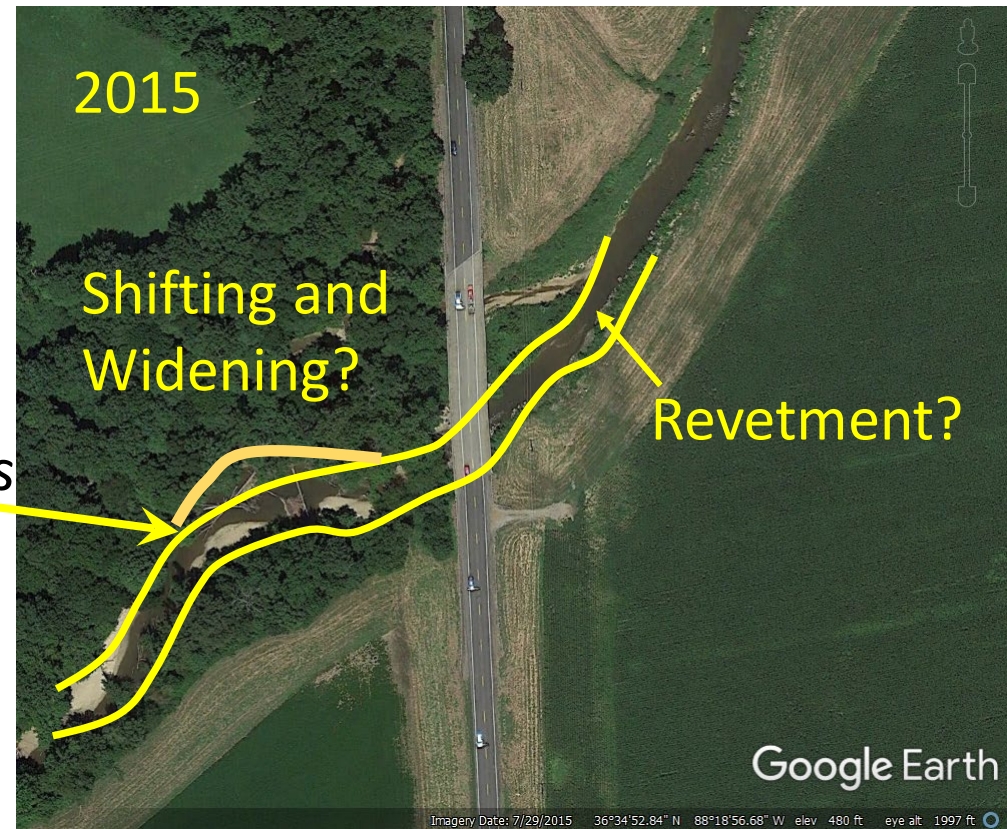 2015
Shifting and
Widening?
s
Revetment?
Google Earth
Imagery Date: 7/29/2015 36°34'52.84" N 88°18'56.68" W elev 480 ft eye alt 1997 ft